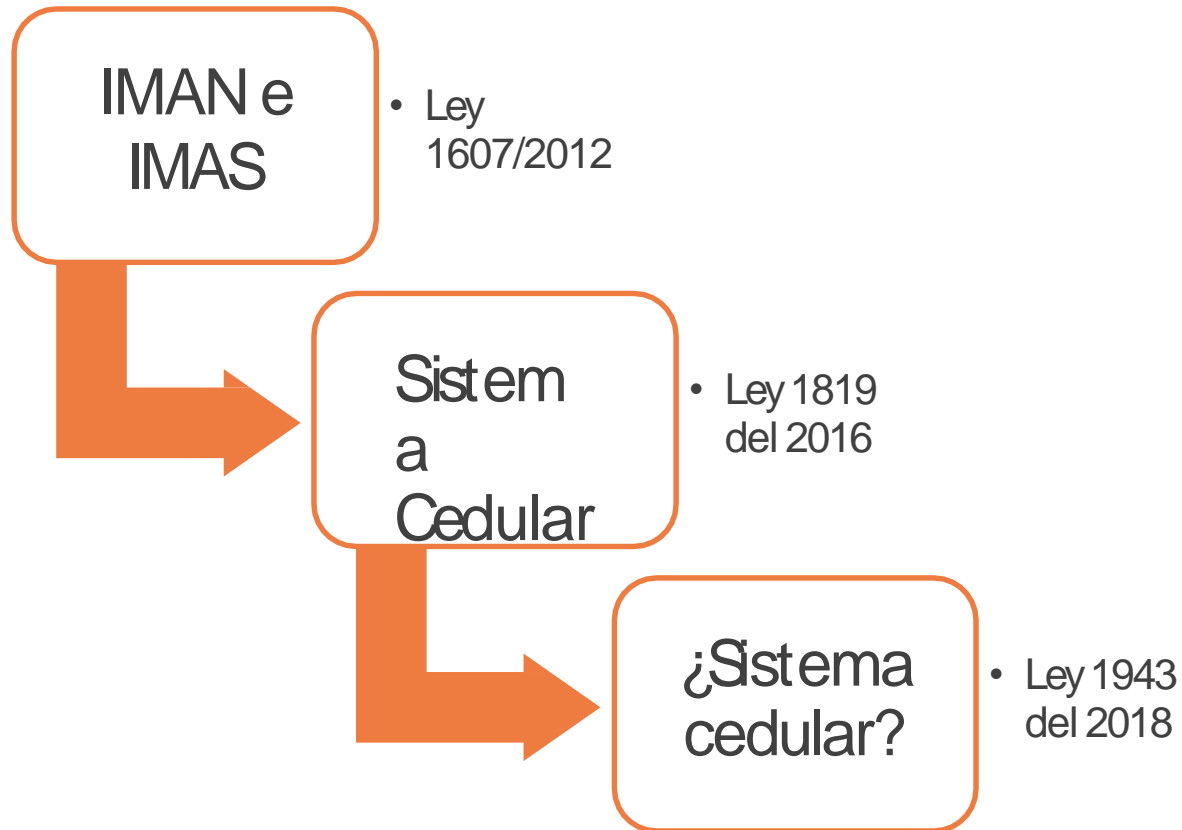 IMAN e
IMAS
• Ley
1607/2012
Sistem
a
Cedular
• Ley 1819
del 2016
¿Sistema
cedular?
• Ley 1943
del 2018